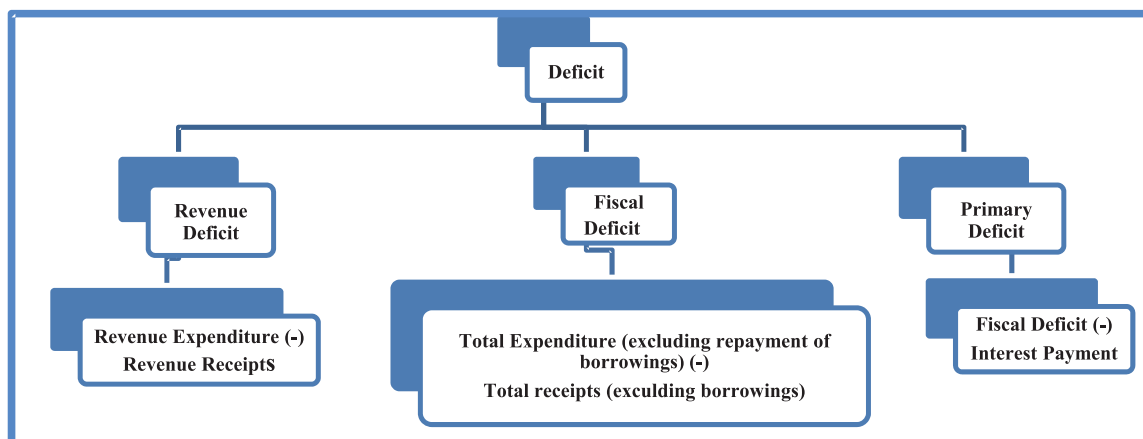 Deficit
Revenue
Deficit
Fiscal
Deficit
Primary
Deficit
Revenue Expenditure (-)
Revenue Receipts
Total Expenditure (excluding repayment of
borrowings) (-)
Total receipts (exculding borrowings)
Fiscal Deficit (-)
Interest Payment